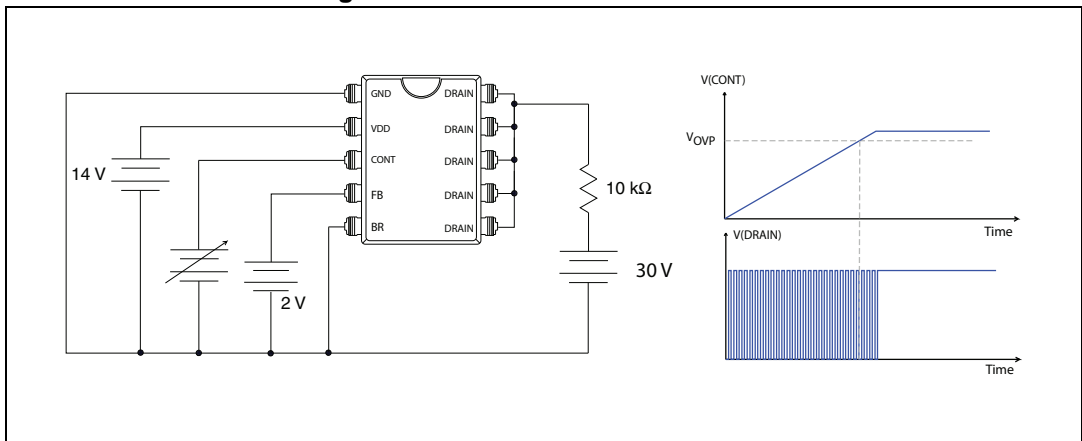 g
GND DRAIN
VDD DRAIN
CONT DRAIN
FB DRAIN
BR DRAIN
14 V
2 V
10 kΩ
30 V
V(CONT)
VOVP
Time
V(DRAIN)
Time